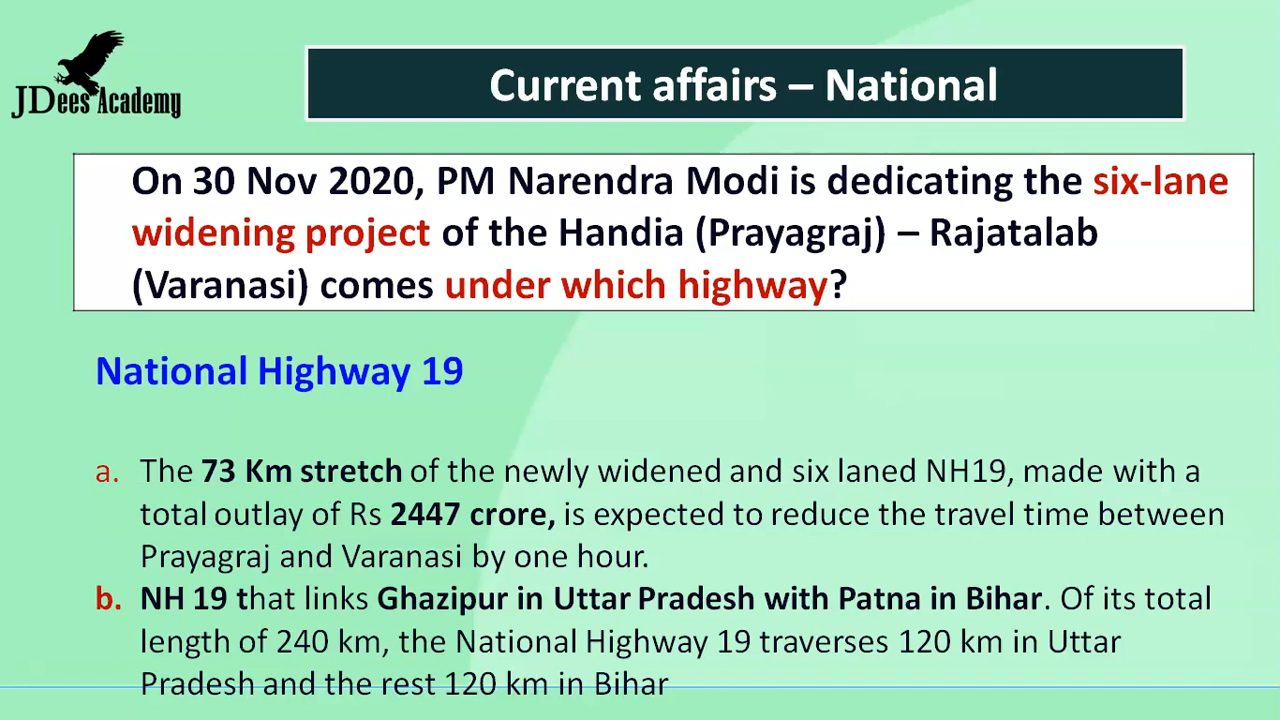 JDees Academy
Current affairs – National
On 30 Nov 2020, PM Narendra Modi is dedicating the six-lane
widening project of the Handia (Prayagraj) – Rajatalab
(Varanasi) comes under which highway?
National Highway 19
a. The 73 Km stretch of the newly widened and six laned NH19, made with a
total outlay of Rs 2447 crore, is expected to reduce the travel time between
Prayagraj and Varanasi by one hour.
b. NH 19 that links Ghazipur in Uttar Pradesh with Patna in Bihar. Of its total
length of 240 km, the National Highway 19 traverses 120 km in Uttar
Pradesh and the rest 120 km in Bihar